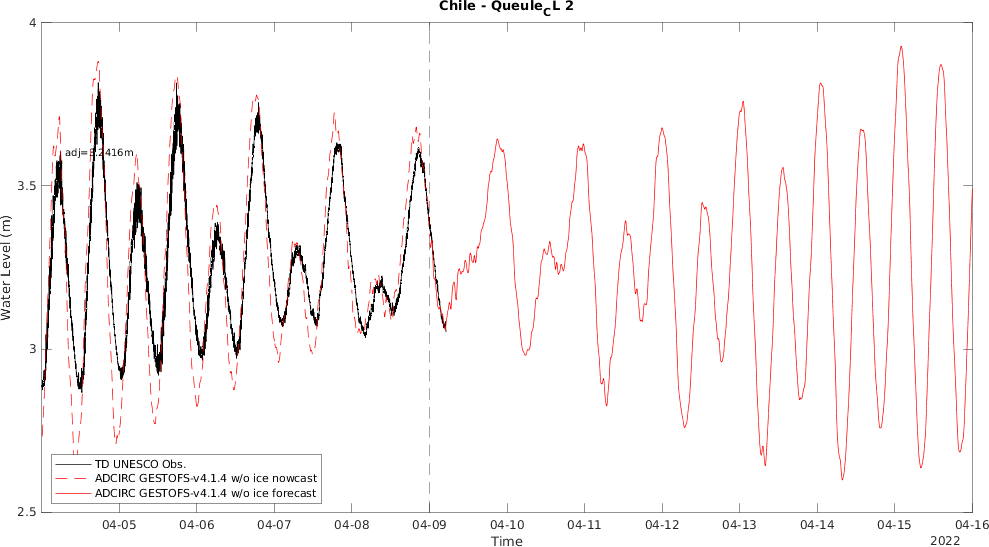 Chile - Queule_CL 2
4
3.5
3
2.5
Water Level (m)
adj=3.2416m
TD UNESCO Obs.
ADCIRC GESTOFS-v4.1.4 w/o ice nowcast
ADCIRC GESTOFS-v4.1.4 w/o ice forecast
04-05 04-06 04-07 04-08 04-09 04-10 04-11 04-12 04-13 04-14 04-15 04-16
Time
2022